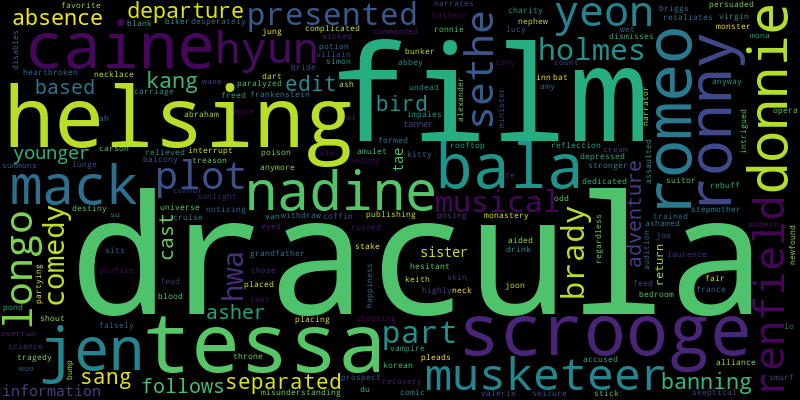 favorite departure presented yeon complicated narrates persuaded
absence blank biker desperately charity briggs virgin
caine hyun film nephew retaliates monster mona
disables heartbroken jung wicked potion villain commanded ronnie lucy wet dismisses
based kang necklace wave dart simon bunker abbey holmes inn bat count anyway
helsing carriage paralyzed edit ash undead sethe alexander minister amy narrator romeo ronny donnie
abraham freed frankenstein bird impales tanner stronger opera
younger carson relieved interrupt treason tae formed rooftop reflection cream depressed assaulted intrigued
summons lunge balcony poison anymore amulet kitty dedicated suitor rebuff
mack plot nadine bala musical odd trained stepmother
longo comedy destiny su universe cruise noticing van withdraw coffin publishing posing monastery ashamed modern
dracula cast sunlight eyed ruined aided regardless audition joo adventure
partying sits hwa grandfather stake sister drink brady return laurence newfound
profile feud chose placed happiness keith hesitant skin joon feed fair renfield
pond blood text highly neck bedroom france
shout asher placing choosing part scrooge lo
overrun falsely tessa throne vampire pleads accused alliance
science tragedy jen korean musketeer smurf
woo bump sang follows separated prospect recovery banning
information misunderstanding du comic valerie seizure stick skeptical